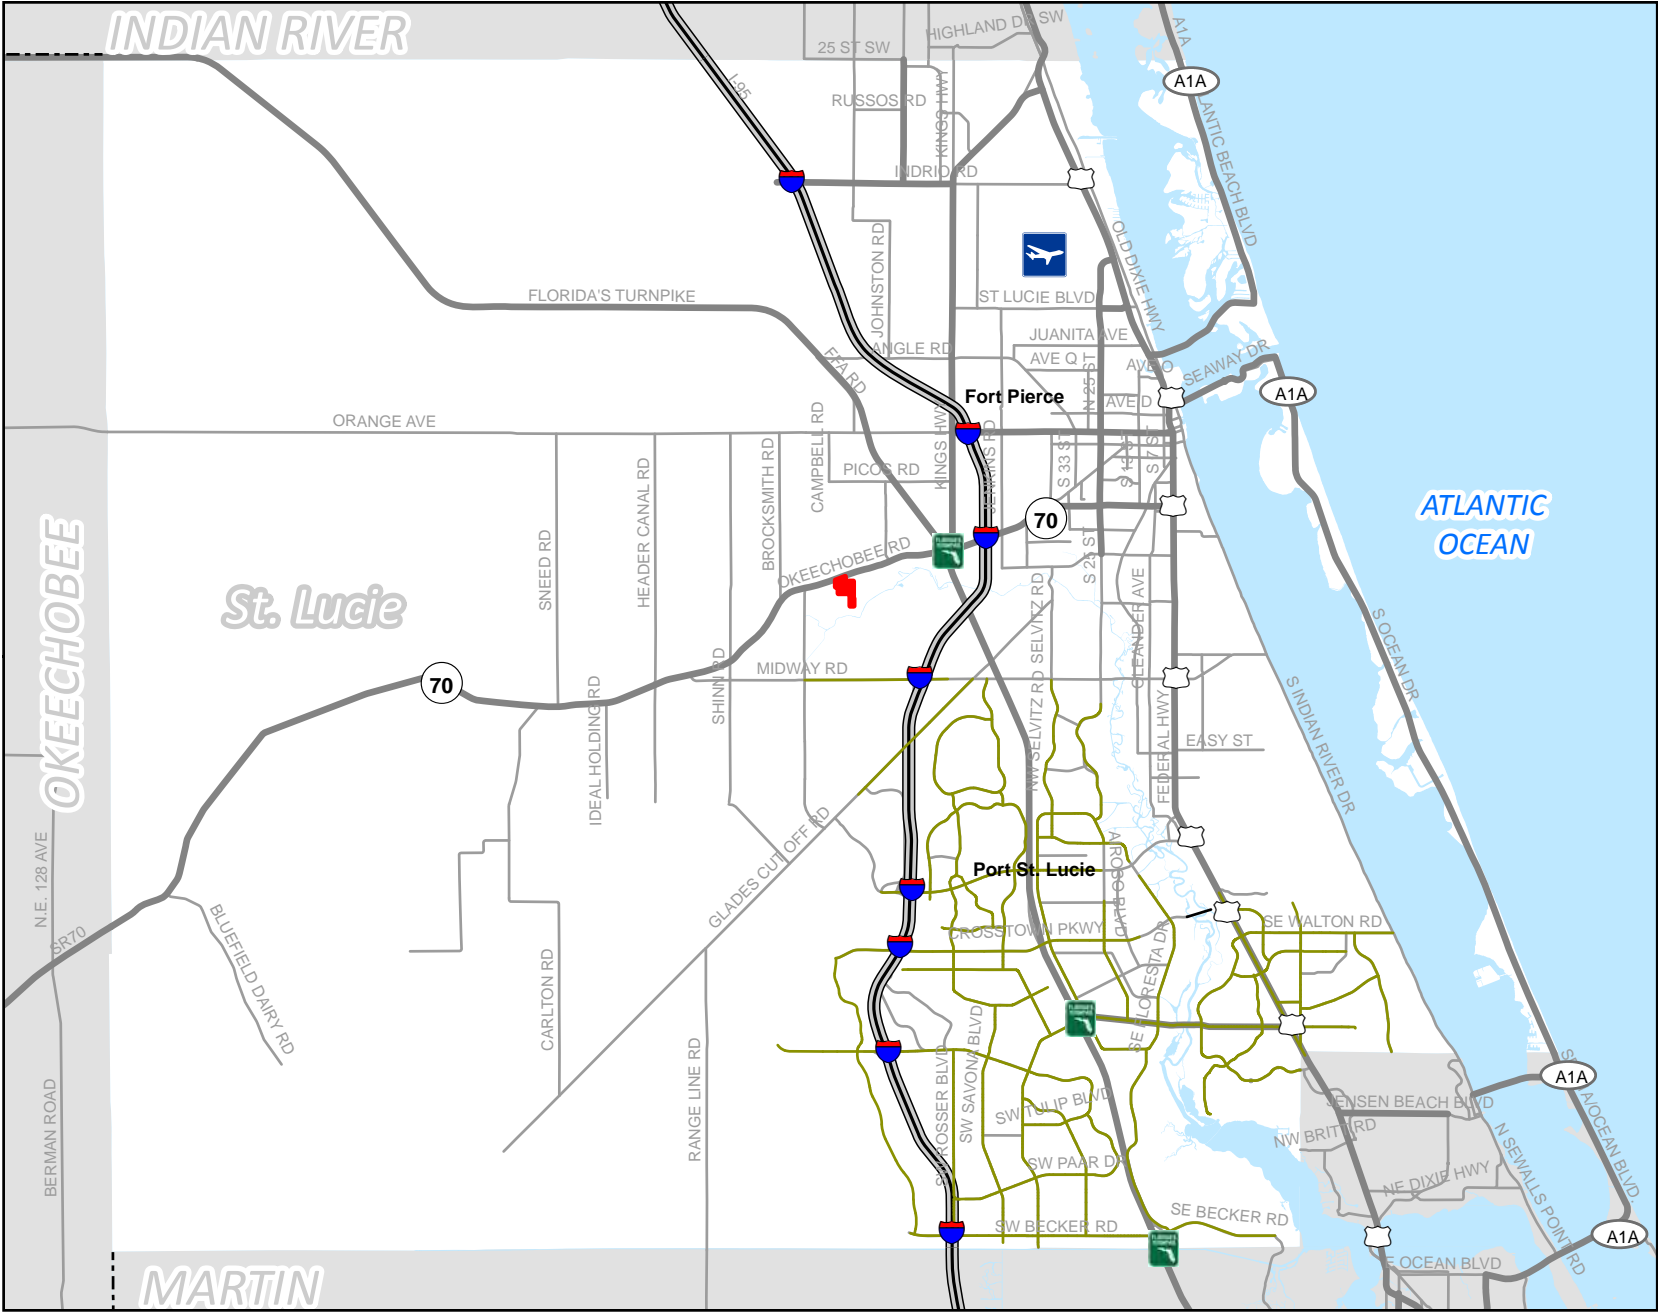 INDIAN RIVER
HIGHLAND DR SW
25 ST SW
A1A
A1A
I-95
RUSSOS RD
KINGS HWY
ATLANTIC BEACH BLVD
INDRIO RD
JOHNSTON RD
OLD DIXIE HWY
FLORIDA'S TURNPIKE
ST LUCIE BLVD
JUANITA AVE
ANGLE RD
AVE Q
AVE O
SEAWAY DR
FFA RD
N 25 ST
A1A
Fort Pierce
AVE D
ORANGE AVE
CAMPBELL RD
KINGS HWY
JENKINS RD
S 33 ST
S 13 ST
S 7 ST
BROCKSMITH RD
HEADER CANAL RD
PICOS RD
ATLANTIC
OCEAN
70
OKEECHOBEE
SNEED RD
OKEECHOBEE RD
S 25 ST
St. Lucie
SELVITZ RD
OLEANDER AVE
S OCEAN DR
70
SHINN RD
MIDWAY RD
IDEAL HOLDING RD
NW SELVITZ RD
FEDERAL HWY
S INDIAN RIVER DR
EASY ST
N.E. 128 AVE
GLADES CUT OFF RD
Port St. Lucie
AIROSO BLVD
SR70
BLUEFIELD DAIRY RD
CROSSTOWN PKWY
SE WALTON RD
CARLTON RD
SE FLORESTA DR
RANGE LINE RD
SW SAVONA BLVD
SW ROSSER BLVD
BERMAN ROAD
SW TULIP BLVD
A1A
JENSEN BEACH BLVD
NW BRITT RD
SW PAAR DR
NE DIXIE HWY
N SEWALLS POINT RD
A/OCEAN BLVD.
SW BECKER RD
SE BECKER RD
A1A
E OCEAN BLVD
MARTIN